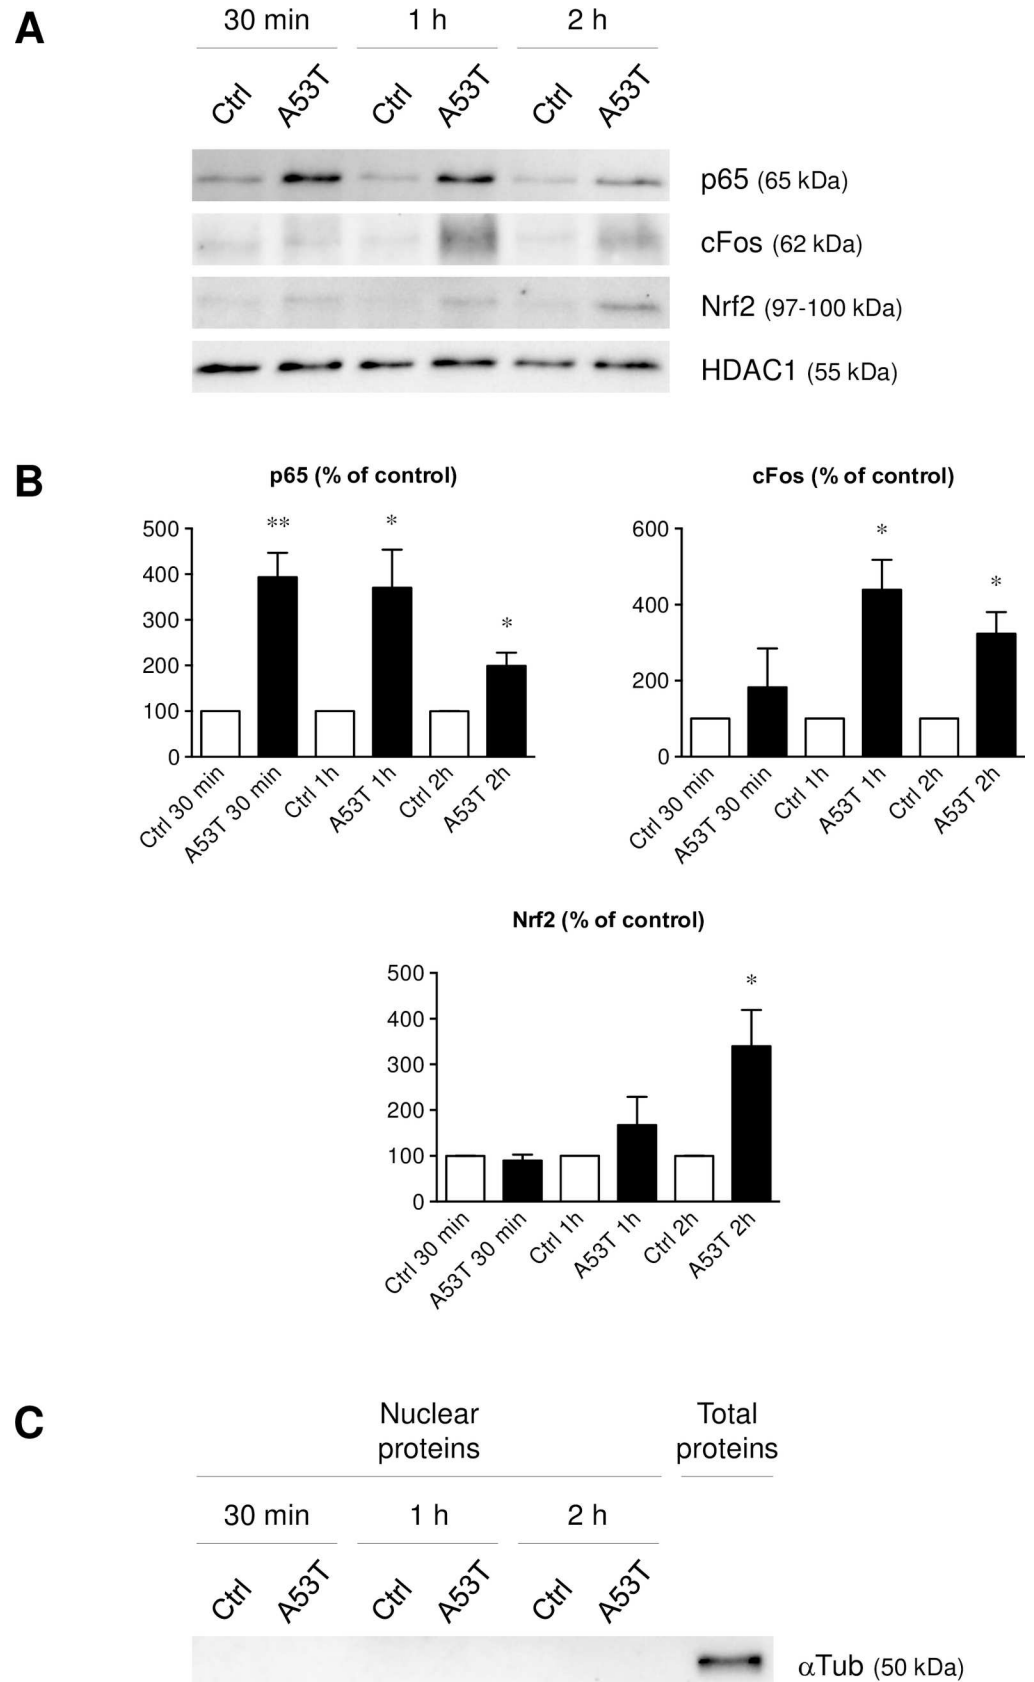 A
30 min 1 h 2 h
Ctrl A53T Ctrl A53T Ctrl A53T
p65 (65 kDa)
cFos (62 kDa)
Nrf2 (97-100 kDa)
HDAC1 (55 kDa)
B
p65 (% of control)
** * *
500
400
300
200
100
0
Ctrl 30 min A53T 30 min Ctrl 1h A53T 1h Ctrl 2h A53T 2h
cFos (% of control)
* *
600
400
200
0
Ctrl 30 min A53T 30 min Ctrl 1h A53T 1h Ctrl 2h A53T 2h
Nrf2 (% of control)
*
500
400
300
200
100
0
Ctrl 30 min A53T 30 min Ctrl 1h A53T 1h Ctrl 2h A53T 2h
C
Nuclear proteins Total proteins
30 min 1 h 2 h
Ctrl A53T Ctrl A53T Ctrl A53T
αTub (50 kDa)